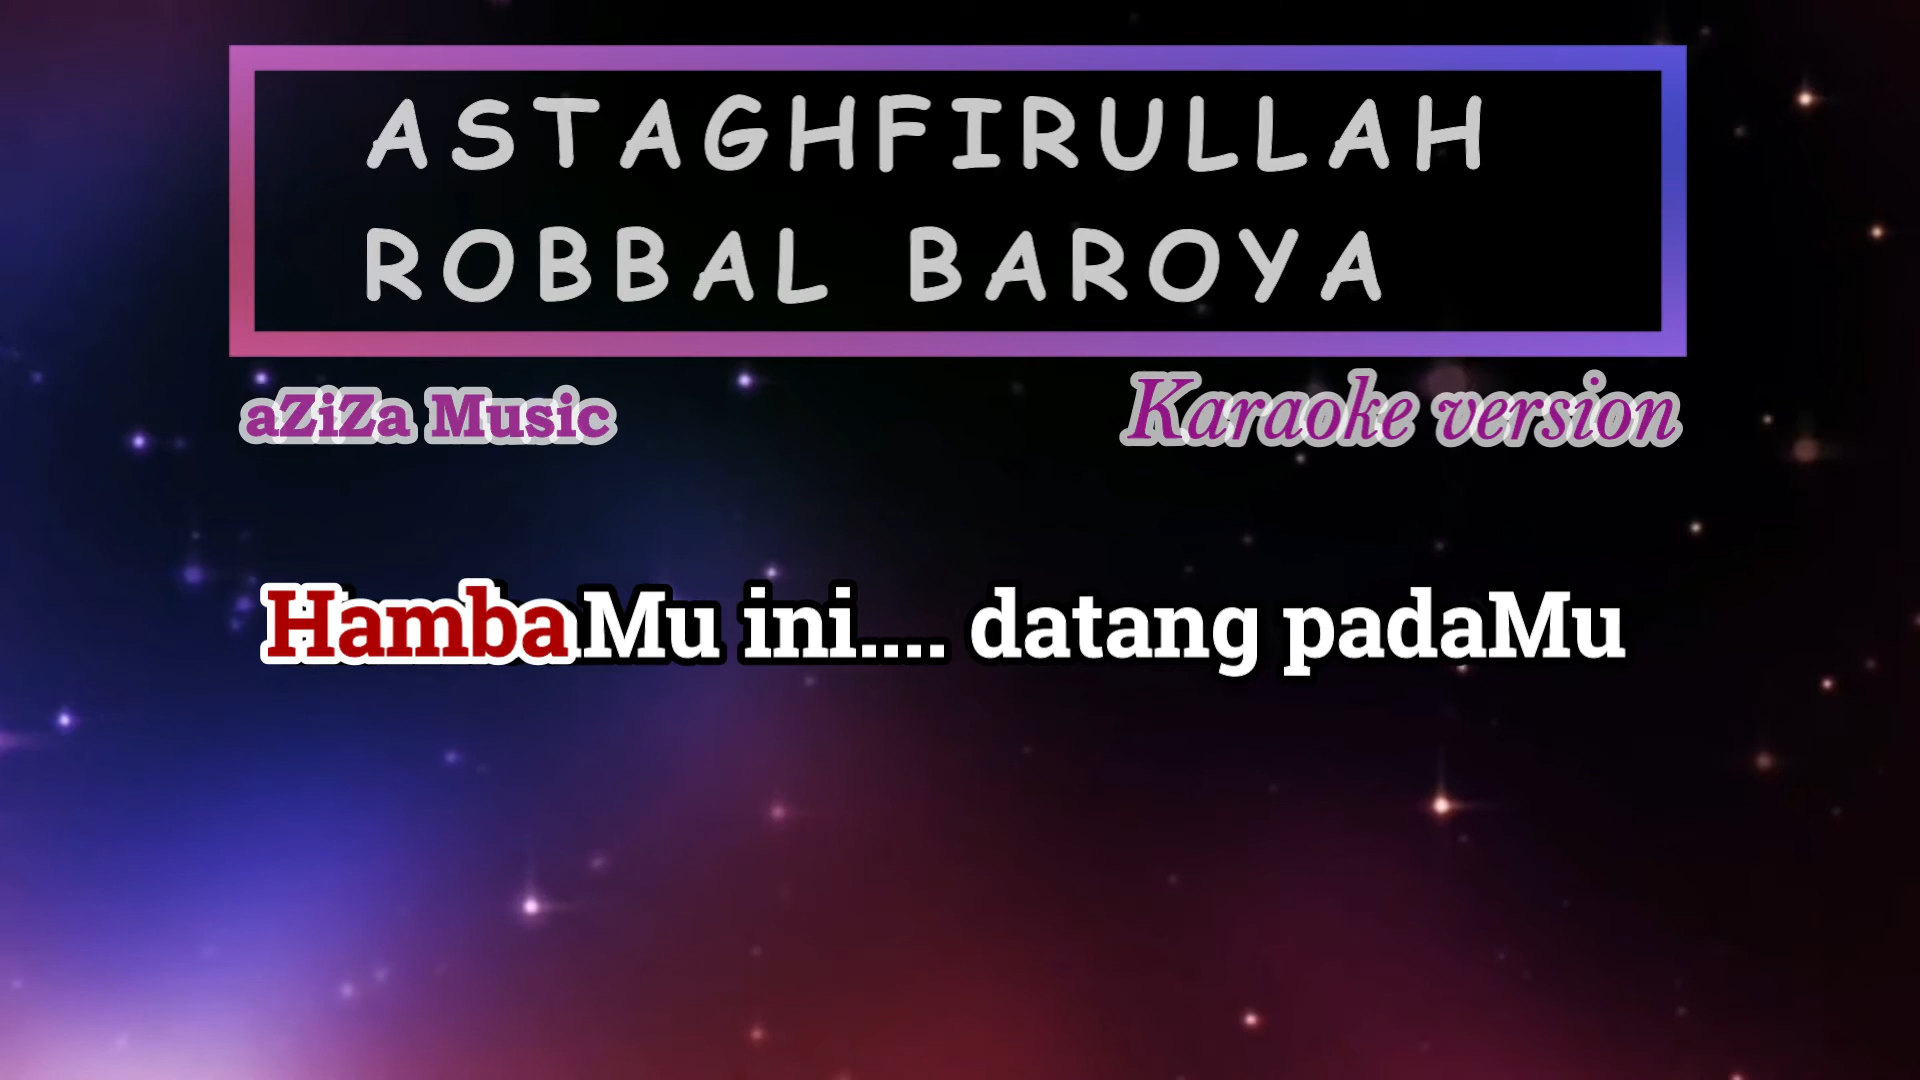 ASTAGHFIRULLAH
ROBBAL BAROYA
aZiZa Music
Karaoke version
HambaMu ini.... datang padaMu